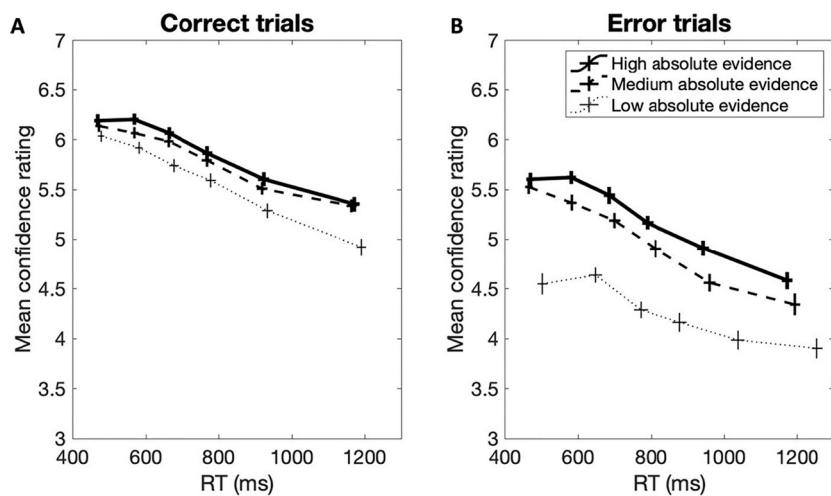 A
Correct trials
7
6.5
6
5.5
5
4.5
4
3.5
3
400
600
800
1000
1200
Mean confidence rating
RT (ms)
B
Error trials
High absolute evidence
Medium absolute evidence
Low absolute evidence
7
6.5
6
5.5
5
4.5
4
3.5
3
400
600
800
1000
1200
Mean confidence rating
RT (ms)